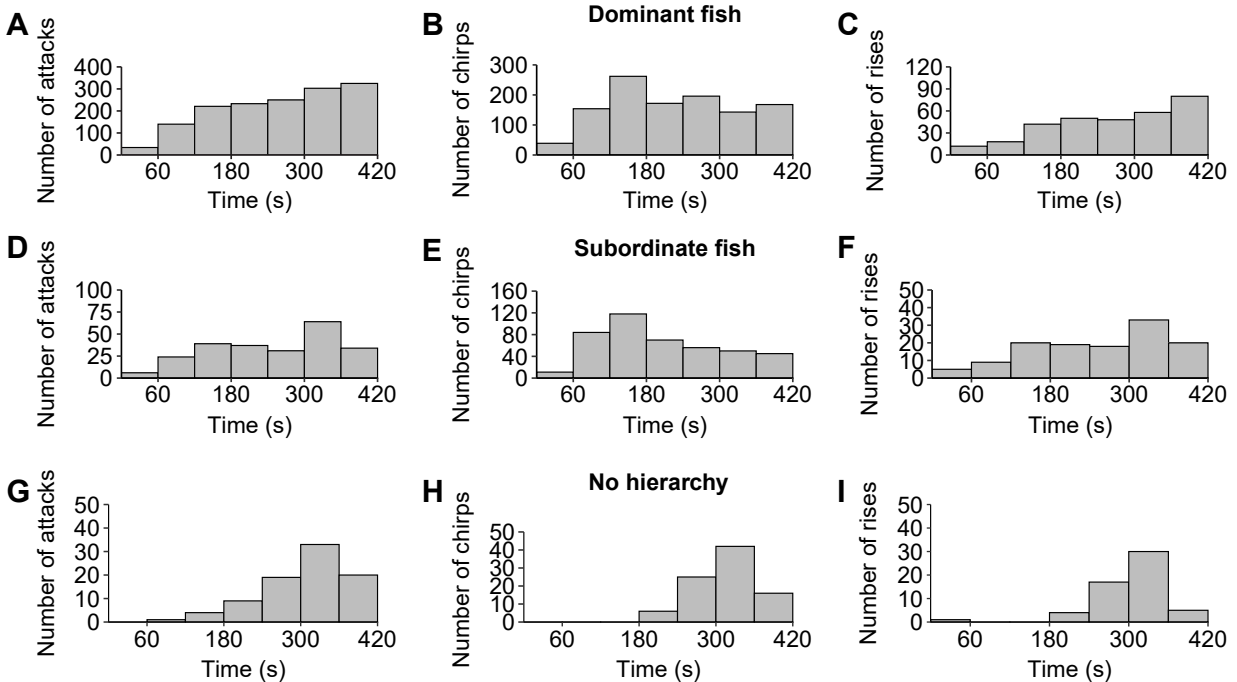 Dominant fish
A
Number of attacks
400
300
200
100
0
60 180 300 420
Time (s)
B
Number of chirps
300
200
100
0
60 180 300 420
Time (s)
C
Number of rises
120
90
60
30
0
60 180 300 420
Time (s)
Subordinate fish
D
Number of attacks
100
75
50
25
0
60 180 300 420
Time (s)
E
Number of chirps
160
120
80
40
0
60 180 300 420
Time (s)
F
Number of rises
50
40
30
20
10
0
60 180 300 420
Time (s)
No hierarchy
G
Number of attacks
50
40
30
20
10
0
60 180 300 420
Time (s)
H
Number of chirps
50
40
30
20
10
0
60 180 300 420
Time (s)
I
Number of rises
50
40
30
20
10
0
60 180 300 420
Time (s)